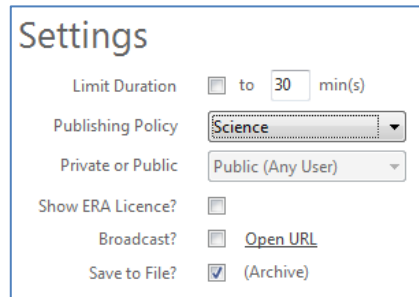 Settings
Limit Duration to 30 min(s)
Publishing Policy Science
Private or Public Public (Any User)
Show ERA Licence?
Broadcast? Open URL
Save to File? (Archive)